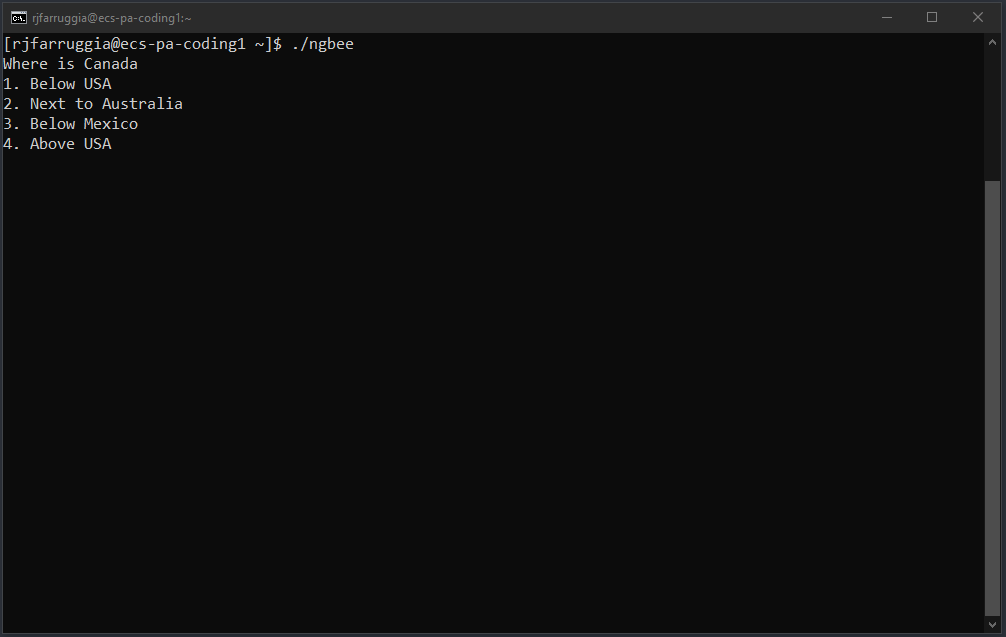 rjfarruggia@ecs-pa-coding1:~
[rjfarruggia@ecs-pa-coding1 ~]$ ./ngbee
Where is Canada
1. Below USA
2. Next to Australia
3. Below Mexico
4. Above USA